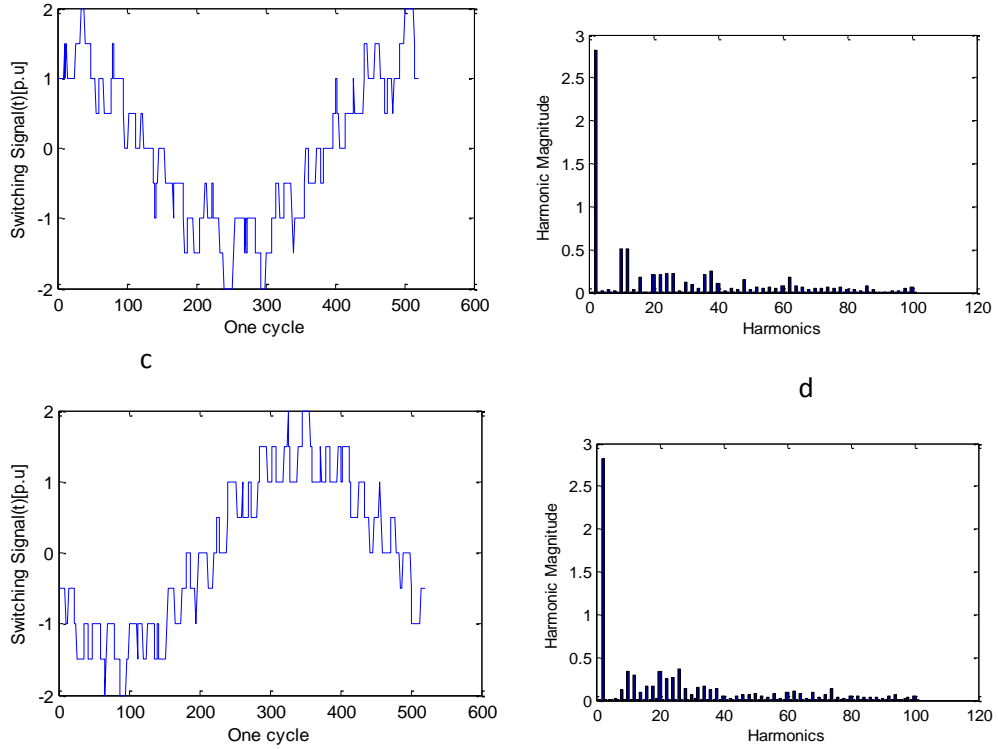 Switching Signal(t)[p.u]
2
1
0
-1
-2
0 100 200 300 400 500 600
One cycle
Harmonic Magnitude
3
2.5
2
1.5
1
0.5
0
0 20 40 60 80 100 120
Harmonics
c
d
Switching Signal(t)[p.u]
2
1
0
-1
-2
0 100 200 300 400 500 600
One cycle
Harmonic Magnitude
3
2.5
2
1.5
1
0.5
0
0 20 40 60 80 100 120
Harmonics